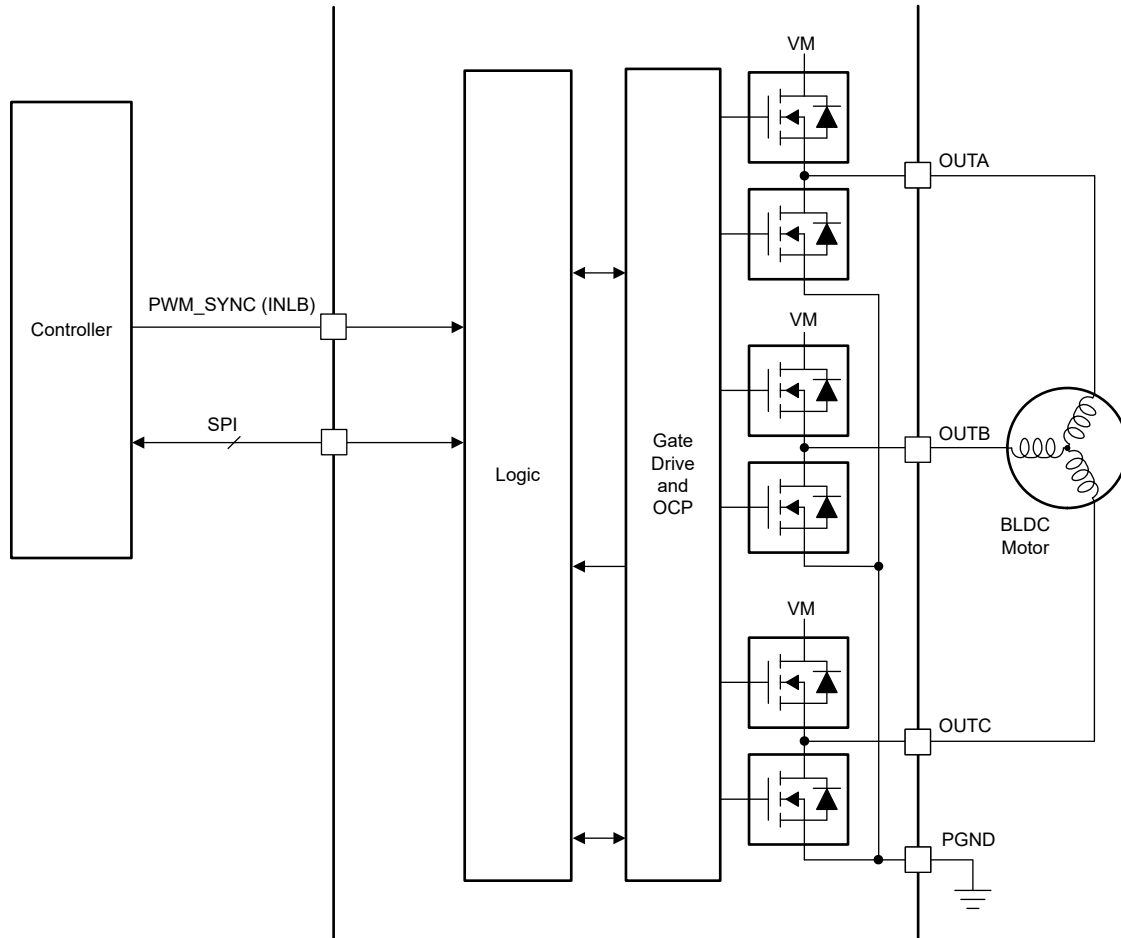 VM
OUTA
PWM_SYNC (INLB)
Controller
VM
SPI
Logic
Gate
Drive
and
OCP
OUTB
BLDC
Motor
VM
OUTC
PGND